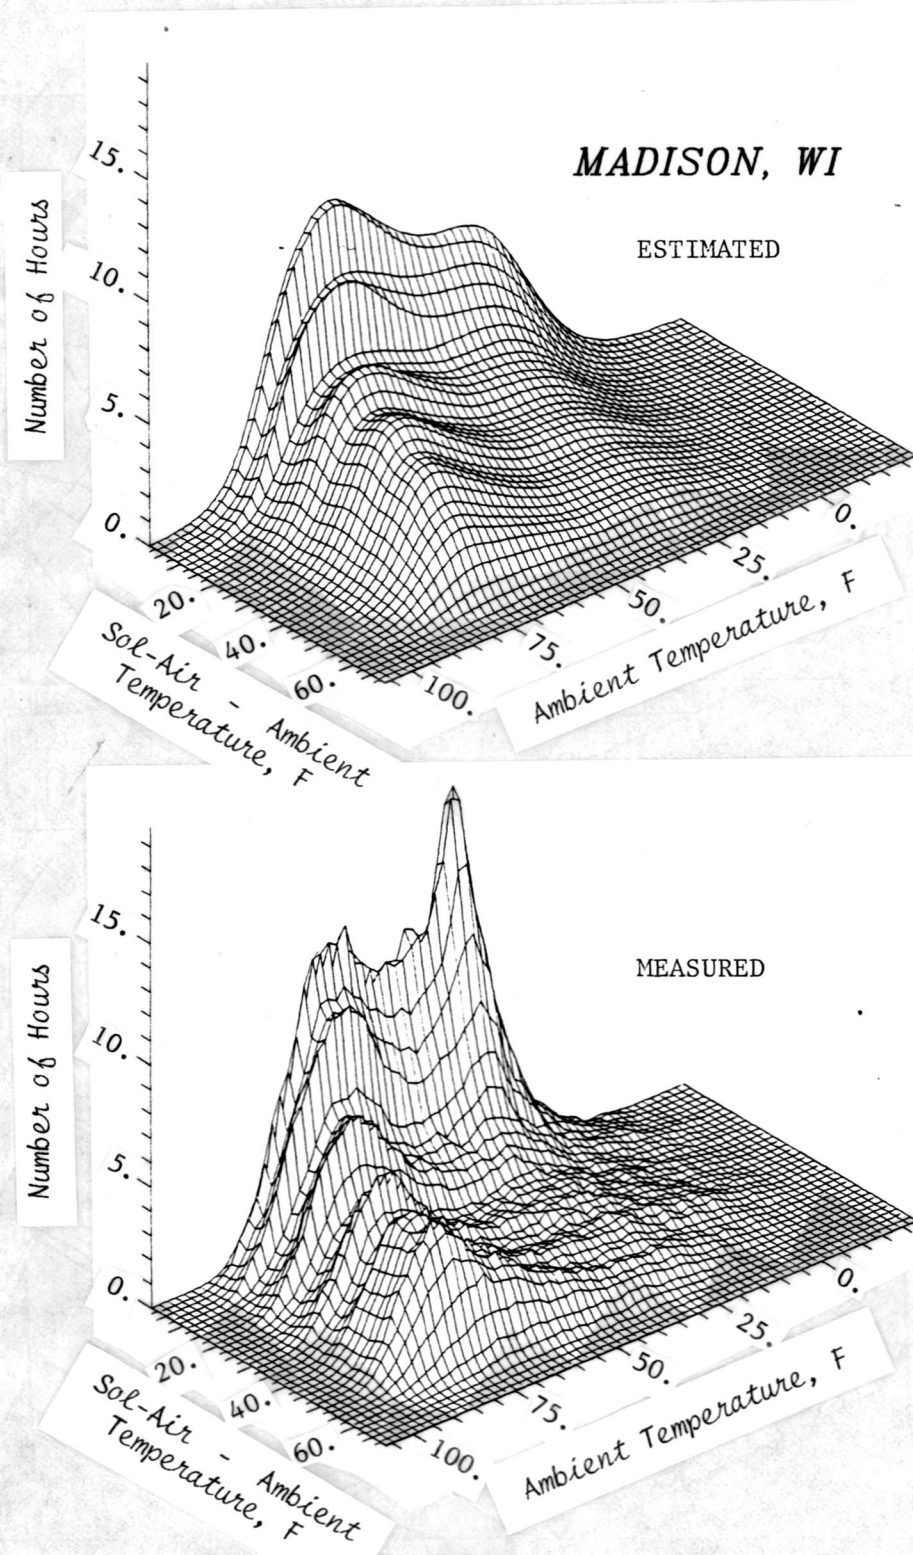 MADISON, WI
ESTIMATED
Number of Hours
15.
10.
5.
0.
20.
40.
60.
Sol-Air - Ambient
Temperature, F
100.
75.
50.
25.
0.
Ambient Temperature, F
MEASURED
Number of Hours
15.
10.
5.
0.
20.
40.
60.
Sol-Air - Ambient
Temperature, F
100.
75.
50.
25.
0.
Ambient Temperature, F